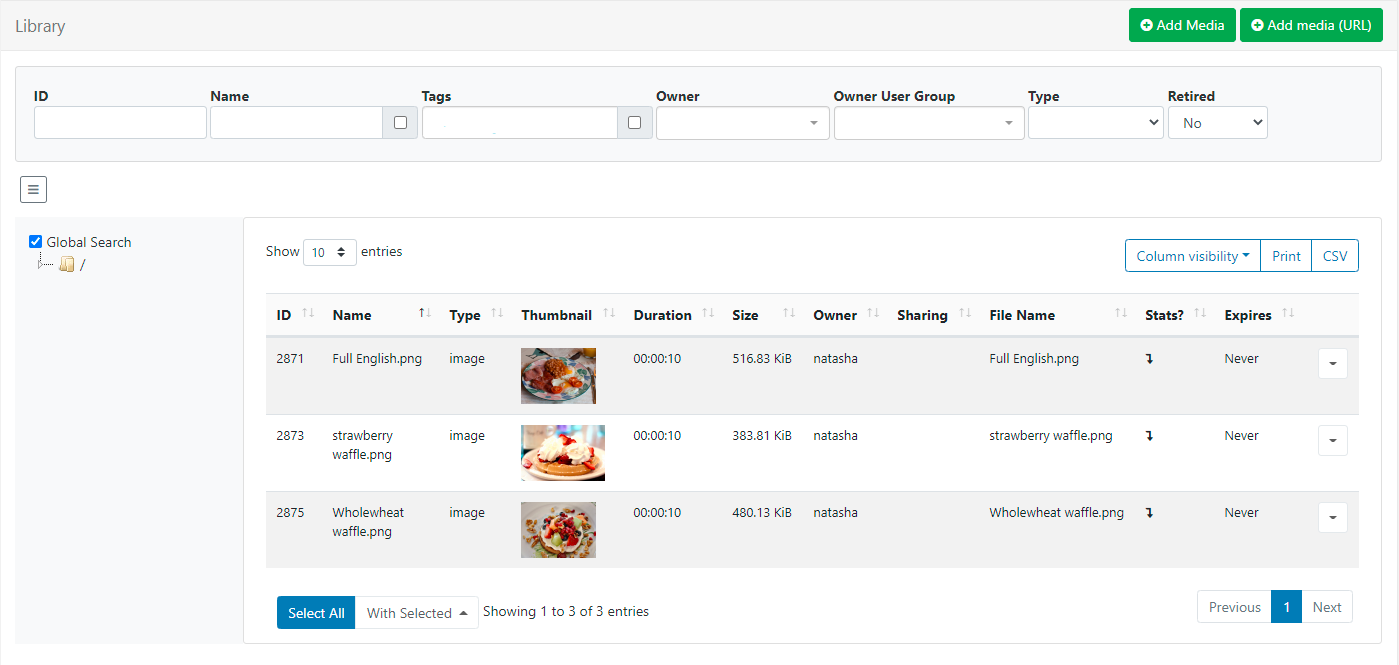 Library
Add Media
Add media (URL)
ID Name Tags Owner Owner User Group Type Retired
No
Global Search
/
Show 10 entries
Column visibility Print CSV
ID Name Type Thumbnail Duration Size Owner Sharing File Name Stats? Expires
2871 Full English.png image 00:00:10 516.83 KiB natasha Full English.png Never
2873 strawberry image 00:00:10 383.81 KiB natasha strawberry waffle.png Never
waffle.png
2875 Wholewheat image 00:00:10 480.13 KiB natasha Wholewheat waffle.png Never
waffle.png
Select All With Selected Showing 1 to 3 of 3 entries
Previous 1 Next